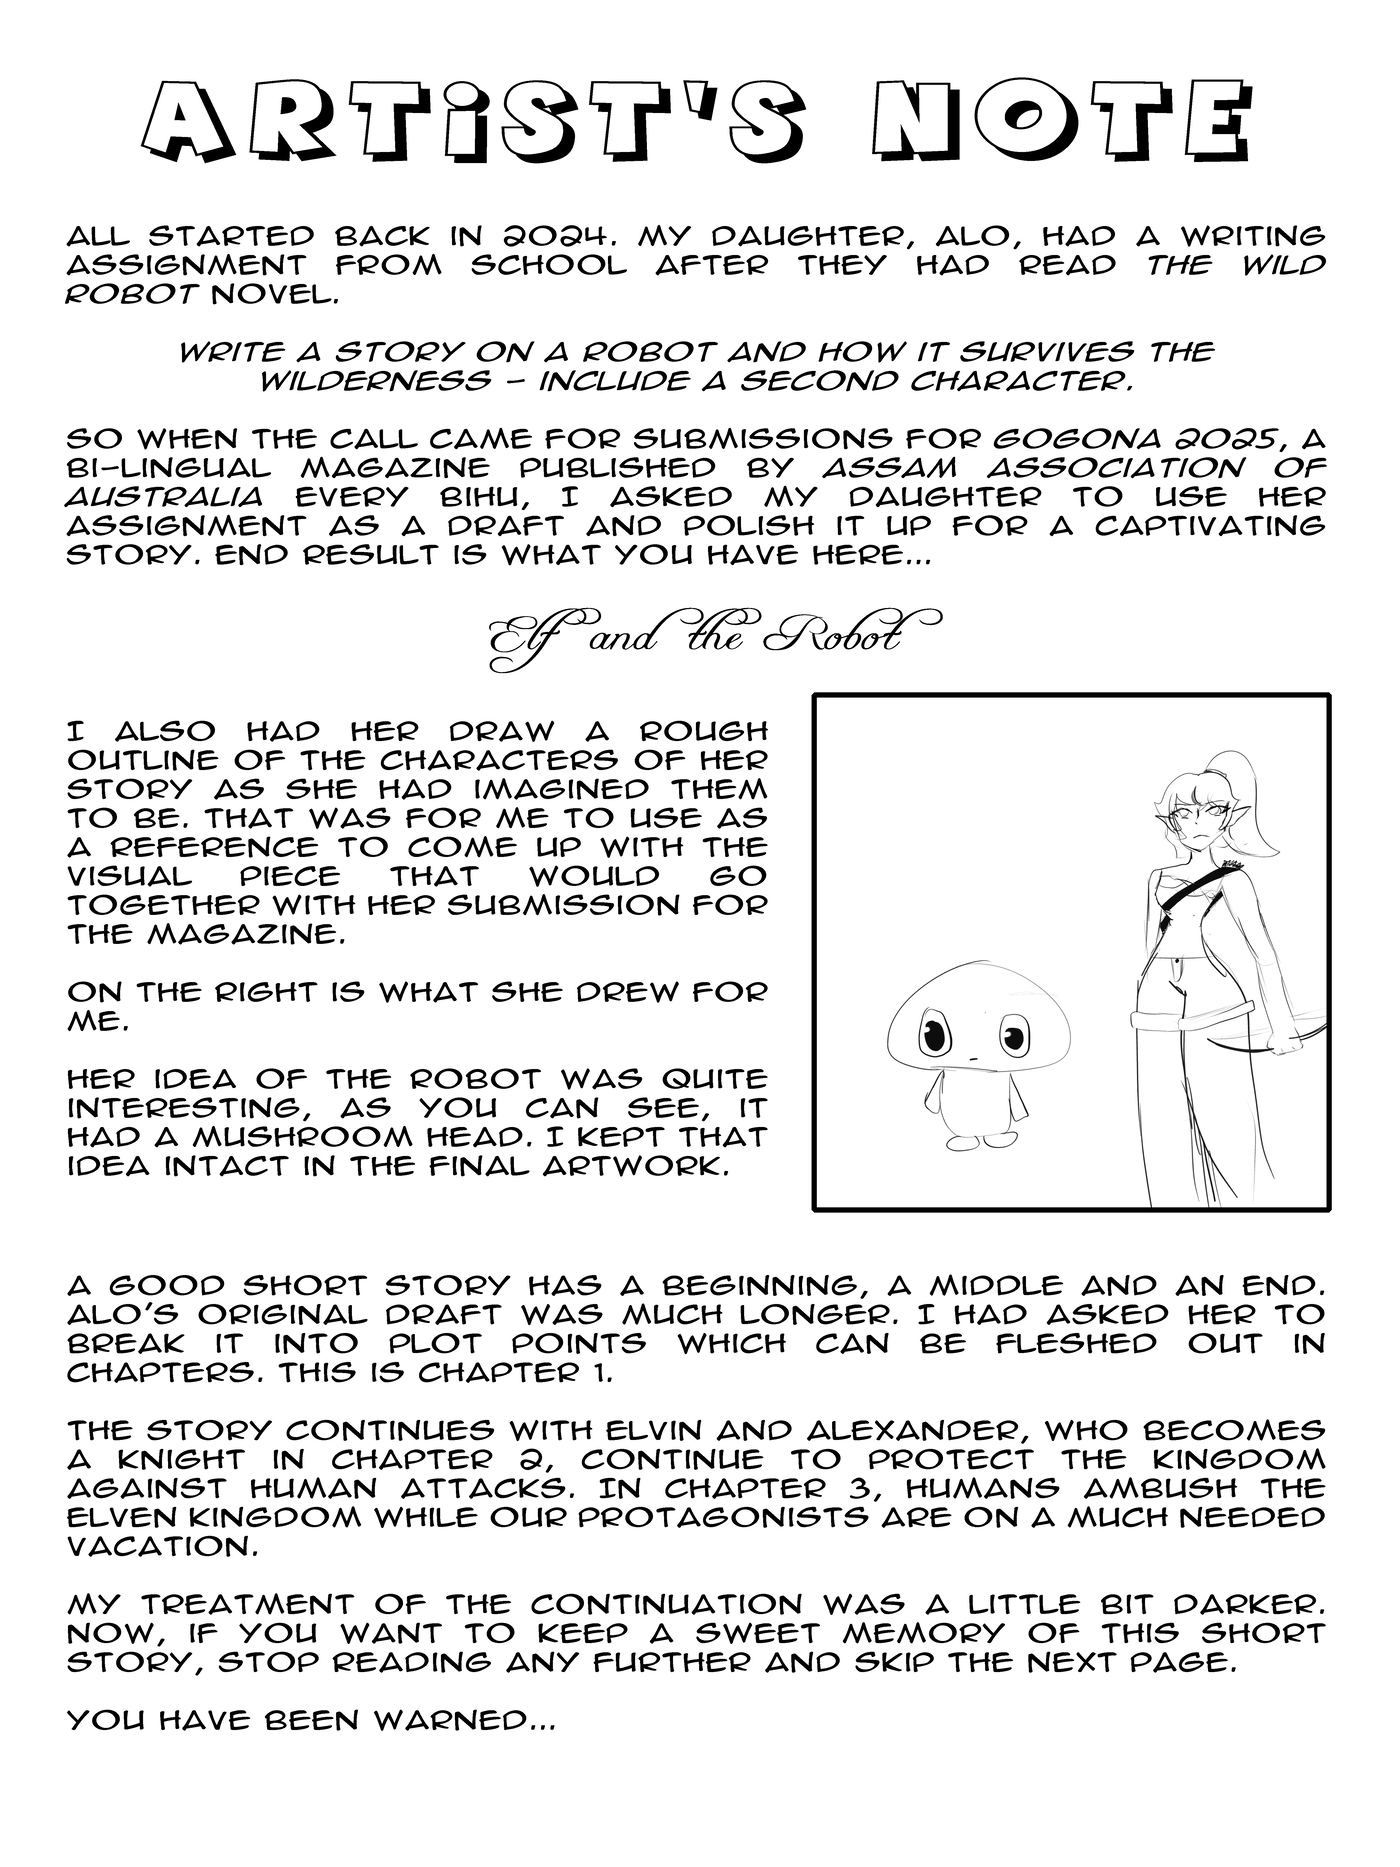 ARTiST'S NOTE
ALL STARTED BACK IN 2024. MY DAUGHTER, ALO, HAD A WRITING
ASSIGNMENT FROM SCHOOL AFTER THEY HAD READ THE WILD
ROBOT NOVEL.
WRITE A STORY ON A ROBOT AND HOW IT SURVIVES THE
WILDERNESS – INCLUDE A SECOND CHARACTER.
SO WHEN THE CALL CAME FOR SUBMISSIONS FOR GOGONA 2025, A
BI-LINGUAL MAGAZINE PUBLISHED BY ASSAM ASSOCIATION OF
AUSTRALIA EVERY BIHU, I ASKED MY DAUGHTER TO USE HER
ASSIGNMENT AS A DRAFT AND POLISH IT UP FOR A CAPTIVATING
STORY. END RESULT IS WHAT YOU HAVE HERE...
Elf and the Robot
I ALSO HAD HER DRAW A ROUGH
OUTLINE OF THE CHARACTERS OF HER
STORY AS SHE HAD IMAGINED THEM
TO BE. THAT WAS FOR ME TO USE AS
A REFERENCE TO COME UP WITH THE
VISUAL PIECE THAT WOULD GO
TOGETHER WITH HER SUBMISSION FOR
THE MAGAZINE.
ON THE RIGHT IS WHAT SHE DREW FOR
ME.
HER IDEA OF THE ROBOT WAS QUITE
INTERESTING, AS YOU CAN SEE, IT
HAD A MUSHROOM HEAD. I KEPT THAT
IDEA INTACT IN THE FINAL ARTWORK.
A GOOD SHORT STORY HAS A BEGINNING, A MIDDLE AND AN END.
ALO'S ORIGINAL DRAFT WAS MUCH LONGER. I HAD ASKED HER TO
BREAK IT INTO PLOT POINTS WHICH CAN BE FLESHED OUT IN
CHAPTERS. THIS IS CHAPTER 1.
THE STORY CONTINUES WITH ELVIN AND ALEXANDER, WHO BECOMES
A KNIGHT IN CHAPTER 2, CONTINUE TO PROTECT THE KINGDOM
AGAINST HUMAN ATTACKS. IN CHAPTER 3, HUMANS AMBUSH THE
ELVEN KINGDOM WHILE OUR PROTAGONISTS ARE ON A MUCH NEEDED
VACATION.
MY TREATMENT OF THE CONTINUATION WAS A LITTLE BIT DARKER.
NOW, IF YOU WANT TO KEEP A SWEET MEMORY OF THIS SHORT
STORY, STOP READING ANY FURTHER AND SKIP THE NEXT PAGE.
YOU HAVE BEEN WARNED...